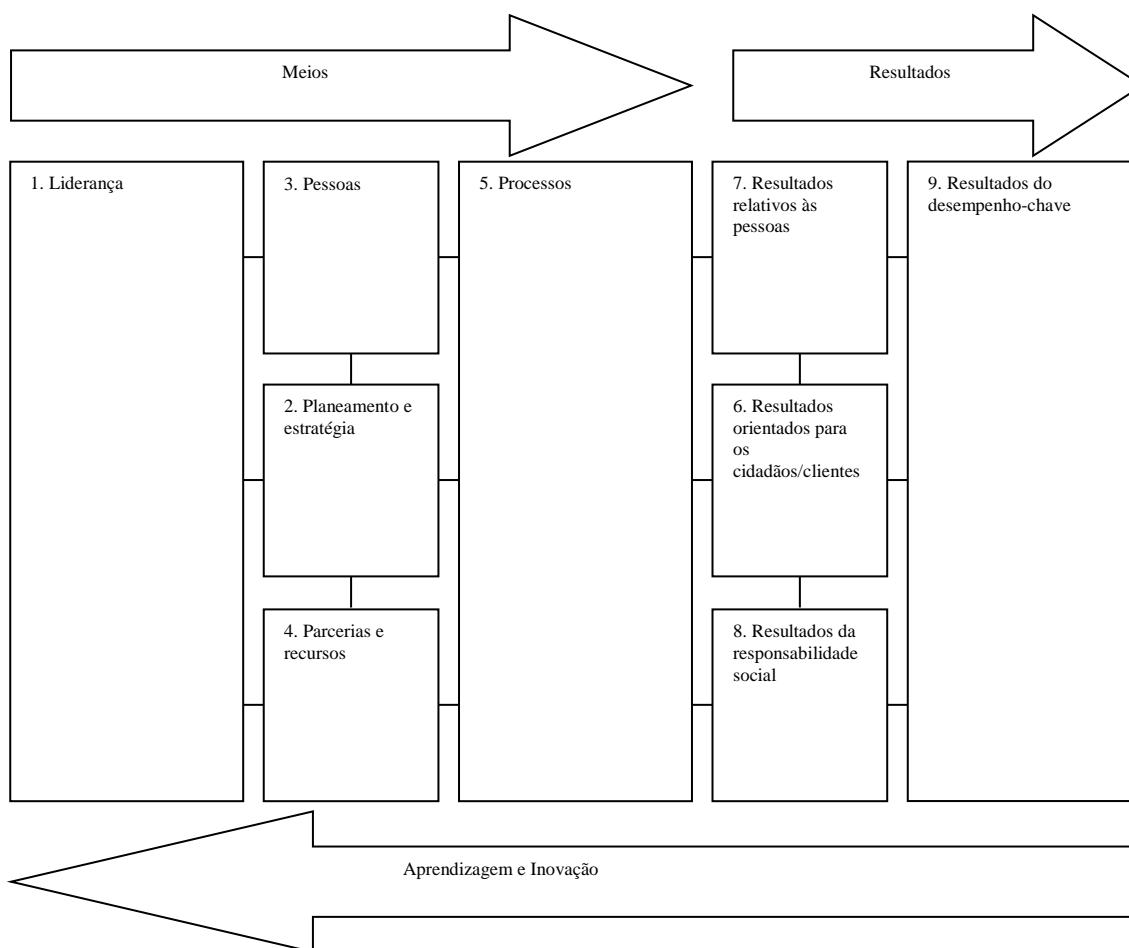 Meios
Resultados
1. Liderança
3. Pessoas
5. Processos
7. Resultados
relativos às
pessoas
9. Resultados do
desempenho-chave
2. Planeamento e
estratégia
6. Resultados
orientados para
os
cidadãos/clientes
4. Parcerias e
recursos
8. Resultados da
responsabilidade
social
Aprendizagem e Inovação